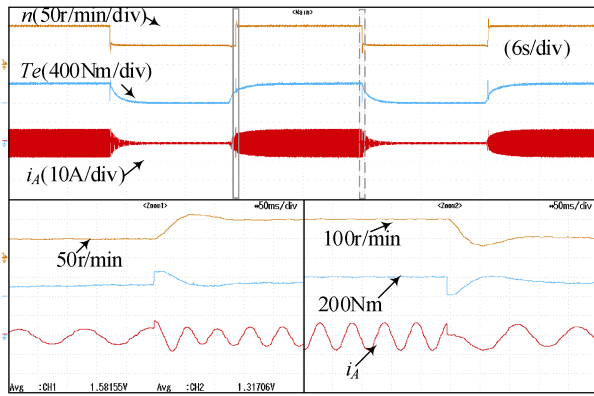 <Main>
n(50r/min/div)
(6s/div)
Te(400Nm/div)
iA(10A/div)
<Zoom1>
↔50ms/div
<Zoom2>
↔50ms/div
50r/min
100r/min
200Nm
iA
Avg :CH1 1.58155V Avg :CH2 1.31706V